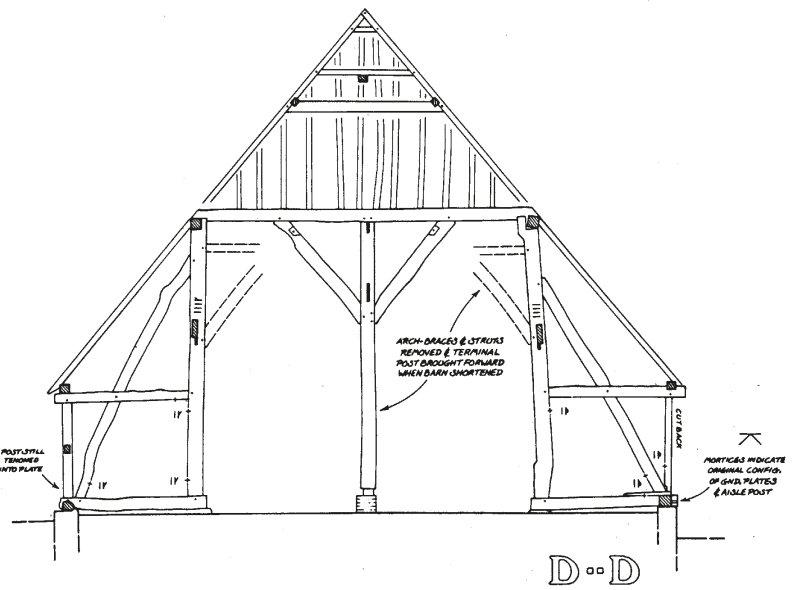 ARCH-BRACES & STRUTS
REMOVED & TERMINAL
POST BROUGHT FORWARD
WHEN BARN SHORTENED
CUT BACK
POST STILL
TENONED
INTO PLATE
MORTICES INDICATE
ORIGINAL CONFIG.
OF GND. PLATES
& AISLE POST
D--D